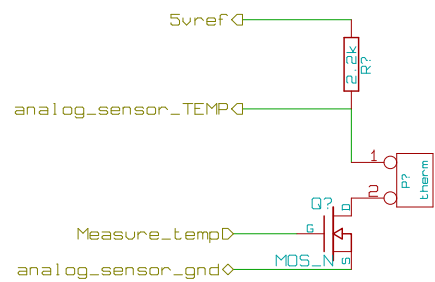 5vref
2.2k
R?
analog_sensor_TEMP
1
P?
therm
2
Q?
D
G
Measure_temp
MOS_N
S
analog_sensor_gnd